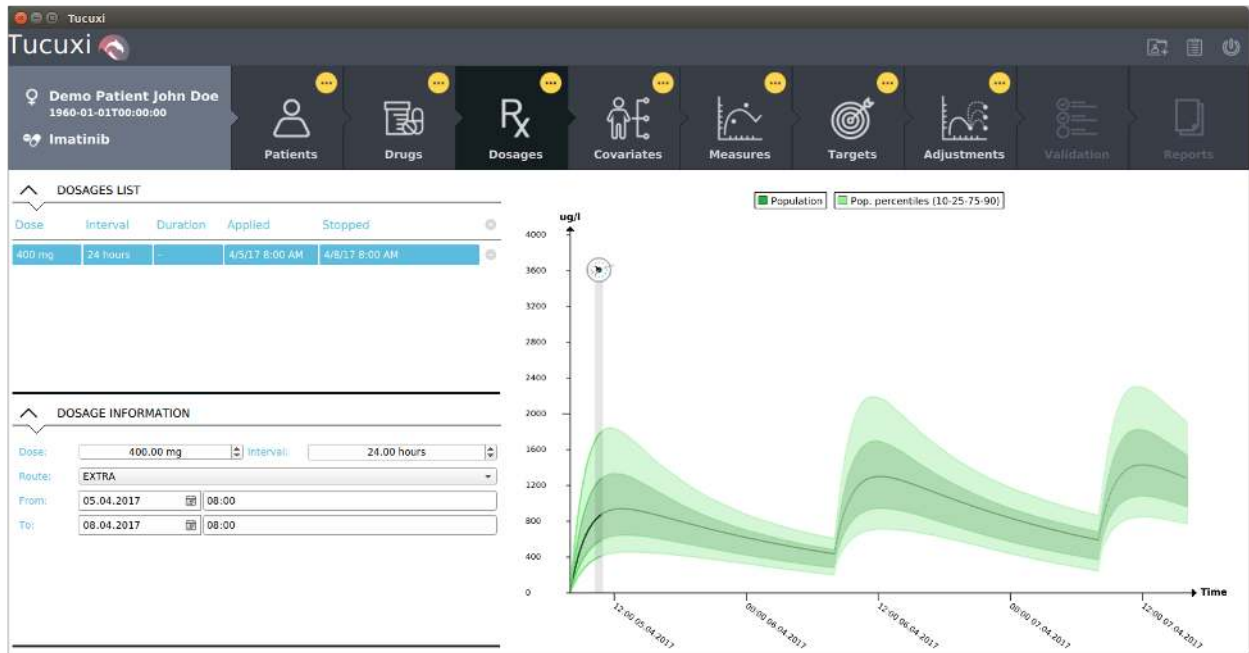 Tucuxi
Tucuxi
Demo Patient John Doe
1960-01-01T00:00:00
Imatinib
Patients
Drugs
Dosages
Covariates
Measures
Targets
Adjustments
Validation
Reports
DOSAGES LIST
Dose Interval Duration Applied Stopped
400 mg 24 hours -- 4/5/17 8:00 AM 4/8/17 8:00 AM
DOSAGE INFORMATION
Dose: 400.00 mg Interval: 24.00 hours
Route: EXTRA
From: 05.04.2017 08:00
To: 08.04.2017 08:00
Population Pop. percentiles (10-25-75-90)
ug/l
4000
3600
3200
2800
2400
2000
1600
1200
800
400
0
Time
12:00 05.04.2017
00:00 06.04.2017
12:00 06.04.2017
00:00 07.04.2017
12:00 07.04.2017